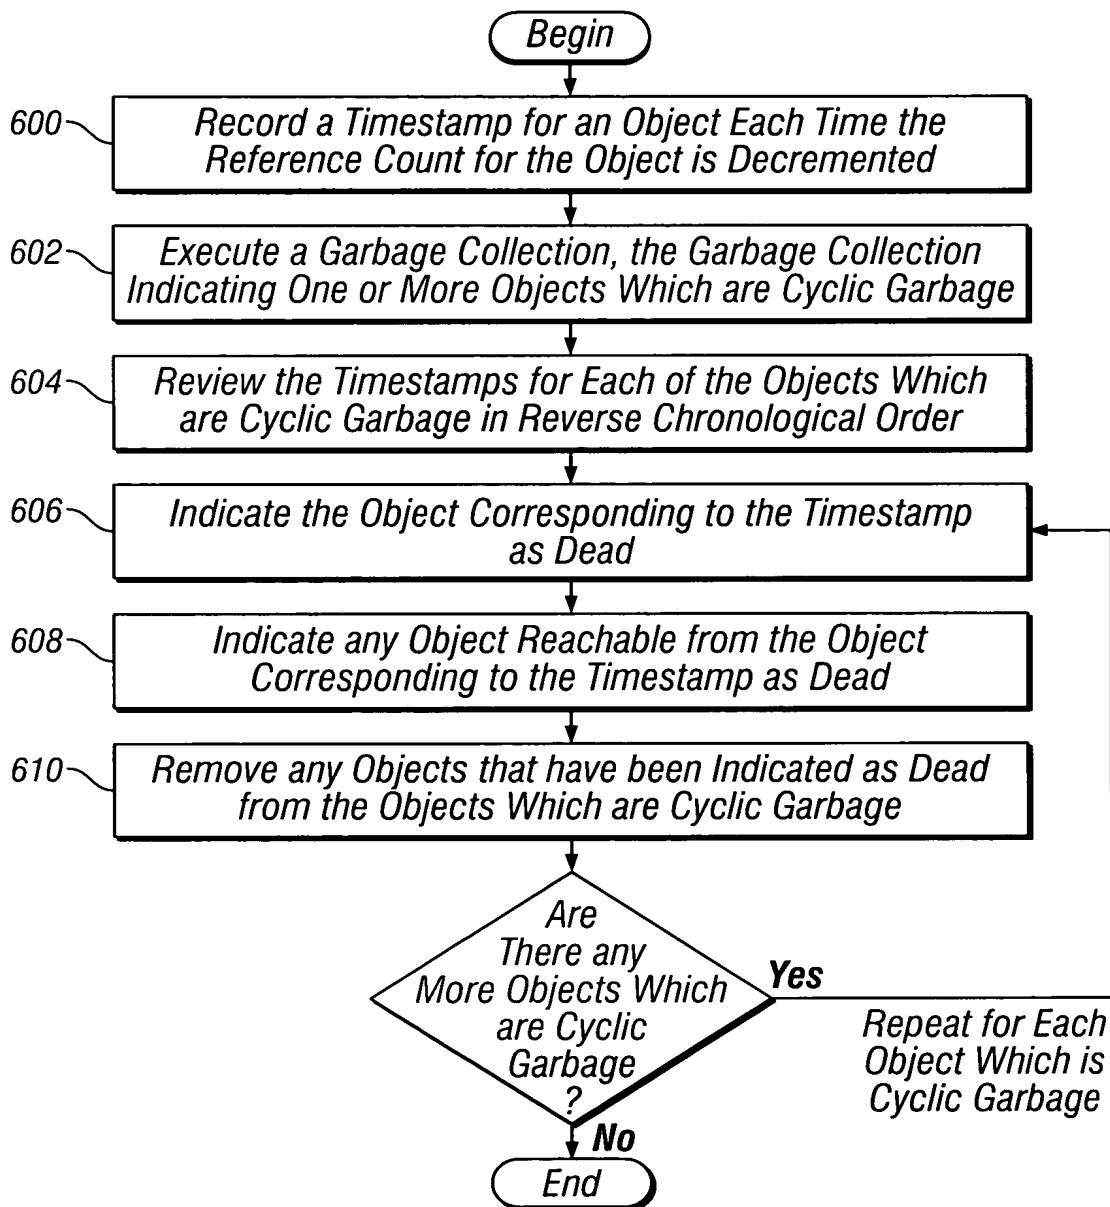 Begin
600
Record a Timestamp for an Object Each Time the
Reference Count for the Object is Decremented
602
Execute a Garbage Collection, the Garbage Collection
Indicating One or More Objects Which are Cyclic Garbage
604
Review the Timestamps for Each of the Objects Which
are Cyclic Garbage in Reverse Chronological Order
606
Indicate the Object Corresponding to the Timestamp
as Dead
608
Indicate any Object Reachable from the Object
Corresponding to the Timestamp as Dead
610
Remove any Objects that have been Indicated as Dead
from the Objects Which are Cyclic Garbage
Are
There any
More Objects Which
are Cyclic
Garbage
?
Yes
Repeat for Each
Object Which is
Cyclic Garbage
No
End